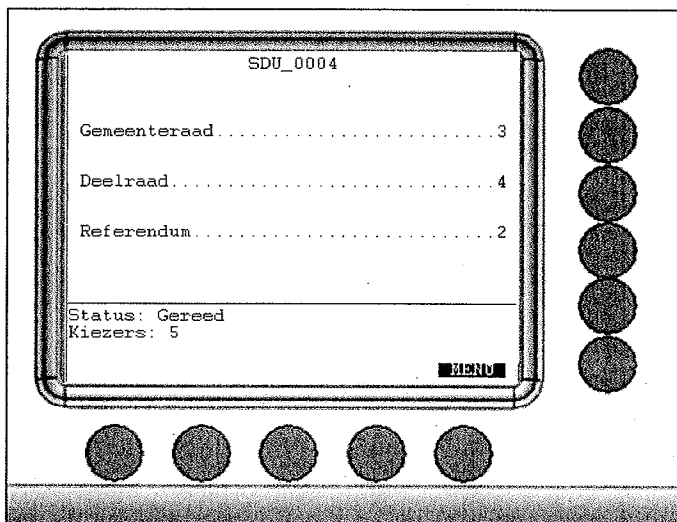 SDU_0004
Gemeenteraad..........................3
Deelraad..............................4
Referendum............................2
Status: Gereed
Kiezers: 5
MENU